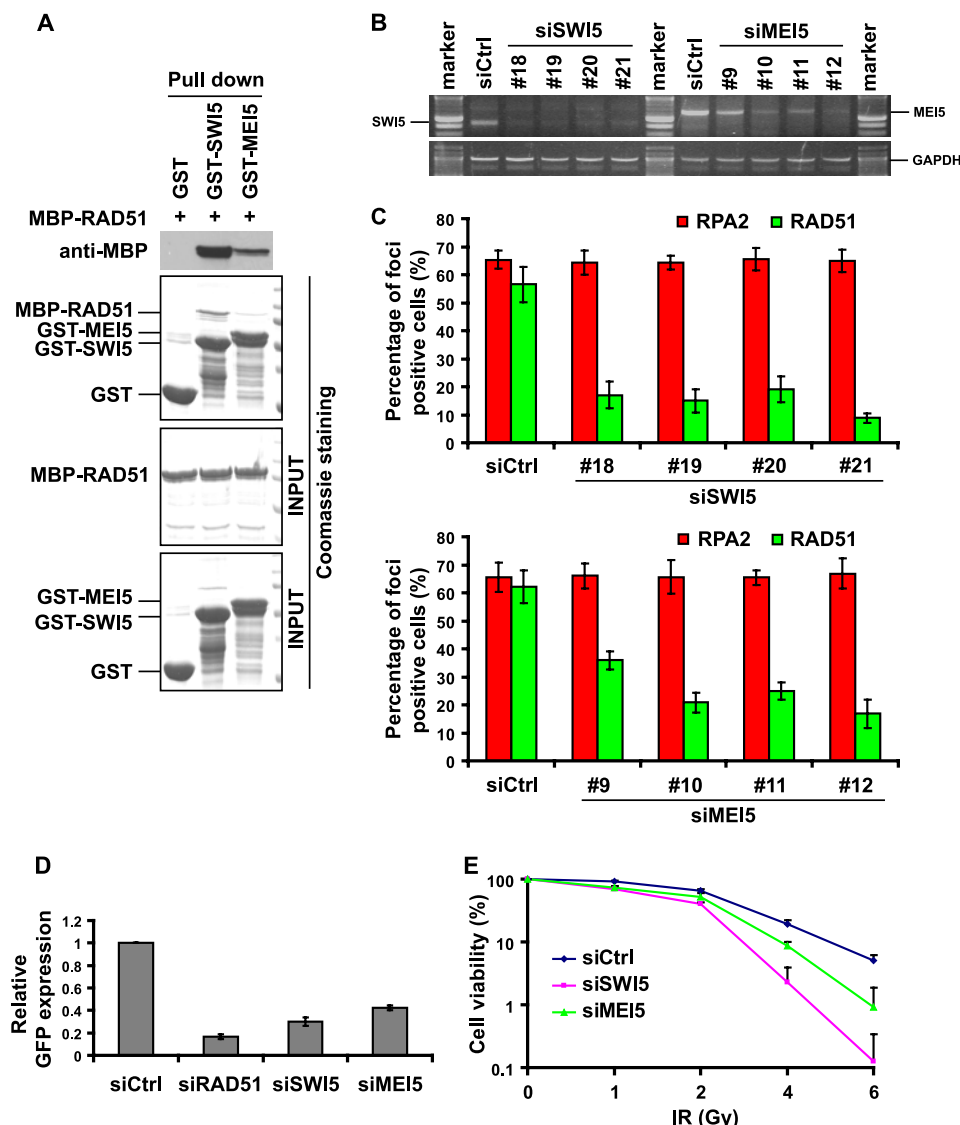 A
Pull down
GST
GST-SWI5
GST-MEI5
MBP-RAD51 + + +
anti-MBP
MBP-RAD51
GST-MEI5
GST-SWI5
GST
MBP-RAD51
INPUT
GST-MEI5
GST-SWI5
GST
INPUT
Coomassie staining
B
siSWI5
siMEI5
marker
siCtrl
#18
#19
#20
#21
marker
siCtrl
#9
#10
#11
#12
marker
SWI5
MEI5
GAPDH
C
RPA2 RAD51
Percentage of foci
positive cells (%)
80
70
60
50
40
30
20
10
0
siCtrl #18 #19 #20 #21
siSWI5
RPA2 RAD51
Percentage of foci
positive cells (%)
80
70
60
50
40
30
20
10
0
siCtrl #9 #10 #11 #12
siMEI5
D
Relative
GFP expression
1.2
1
0.8
0.6
0.4
0.2
0
siCtrl siRAD51 siSWI5 siMEI5
E
Cell viability (%)
100
10
1
0.1
siCtrl
siSWI5
siMEI5
0 1 2 4 6
IR (Gy)